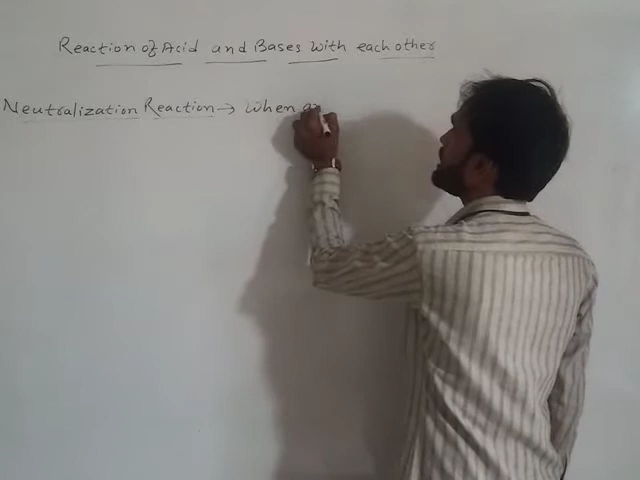 Reaction of Acid and Bases With each other
Neutralization Reaction → When